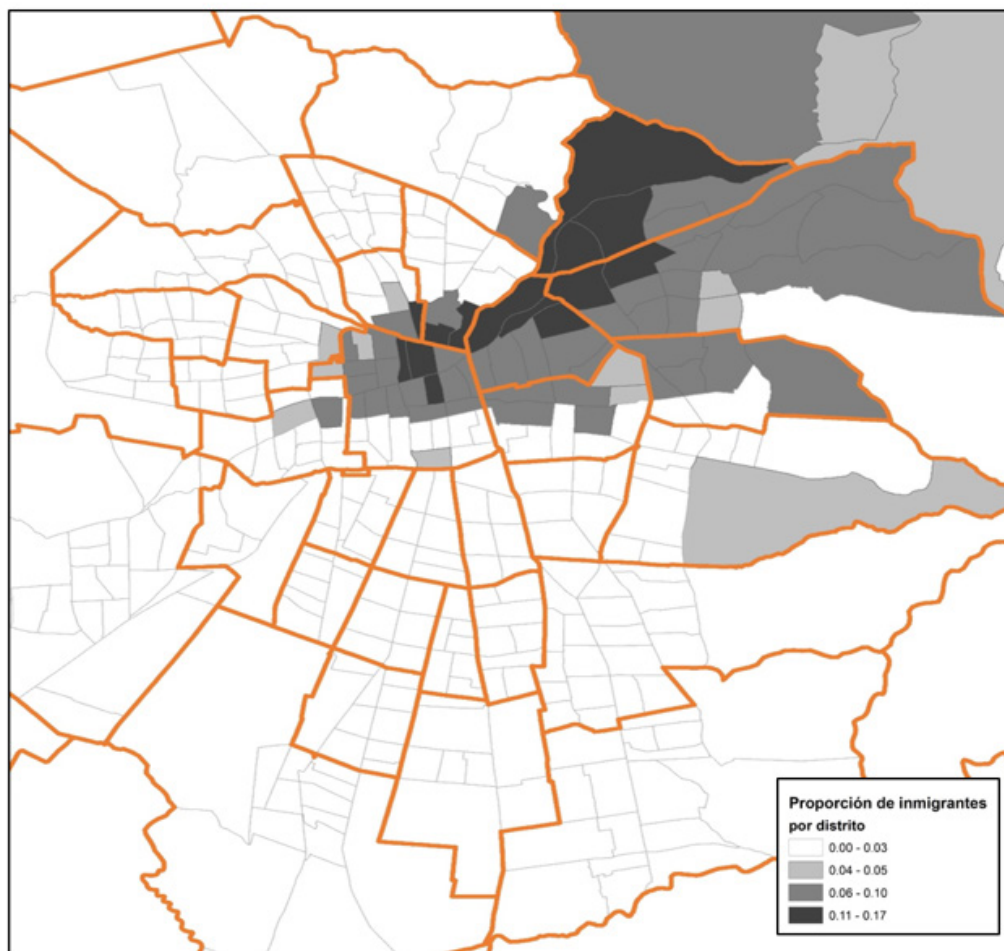 Proporción de inmigrantes
por distrito
0.00 - 0.03
0.04 - 0.05
0.06 - 0.10
0.11 - 0.17